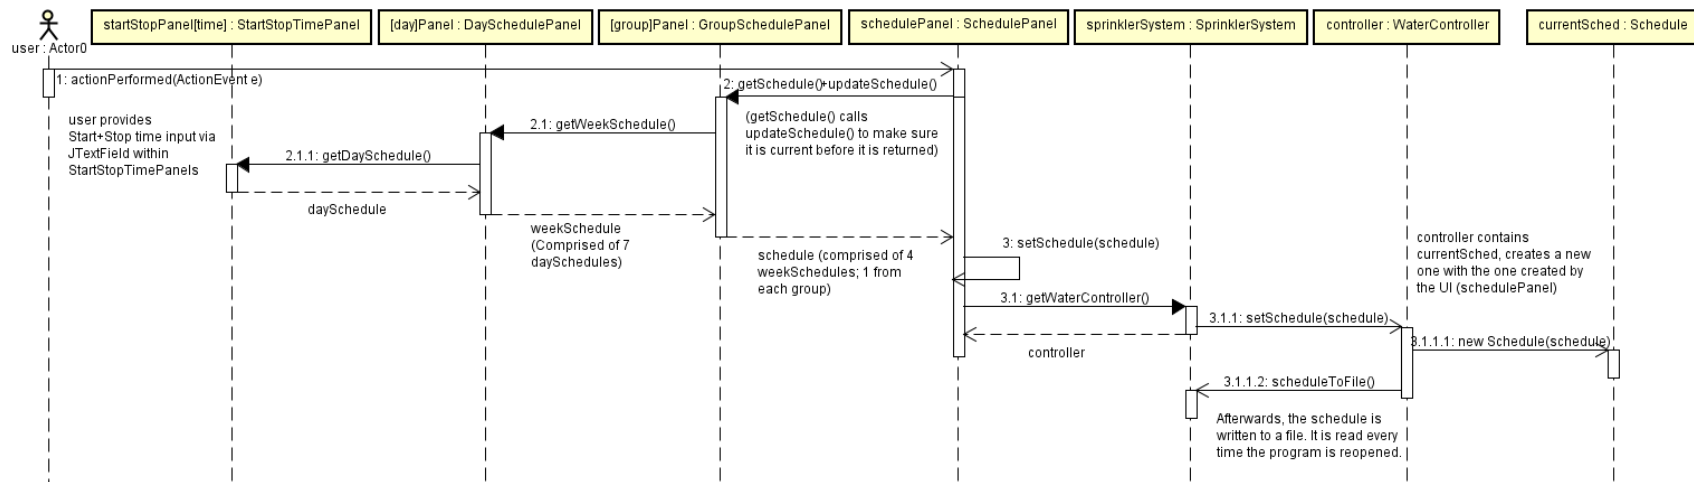 user : Actor0
startStopPanel[time] : StartStopTimePanel
[day]Panel : DaySchedulePanel
[group]Panel : GroupSchedulePanel
schedulePanel : SchedulePanel
sprinklerSystem : SprinklerSystem
controller : WaterController
currentSched : Schedule
1: actionPerformed(ActionEvent e)
2: getSchedule()+updateSchedule()
user provides
Start+Stop time input via
JTextField within
StartStopTimePanels
(getSchedule() calls
updateSchedule() to make sure
it is current before it is returned)
2.1: getWeekSchedule()
2.1.1: getDaySchedule()
daySchedule
weekSchedule
(Comprised of 7
daySchedules)
schedule (comprised of 4
weekSchedules; 1 from
each group)
3: setSchedule(schedule)
controller contains
currentSched, creates a new
one with the one created by
the UI (schedulePanel)
3.1: getWaterController()
3.1.1: setSchedule(schedule)
controller
3.1.1.1: new Schedule(schedule)
3.1.1.2: scheduleToFile()
Afterwards, the schedule is
written to a file. It is read every
time the program is reopened.